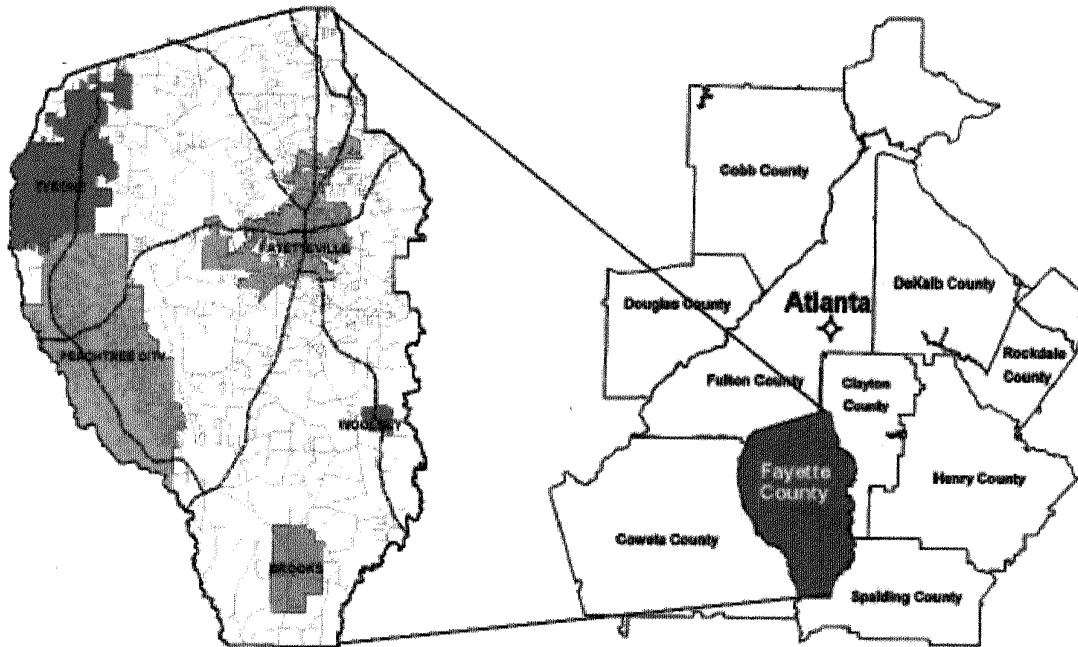 TYRONE
FAYETTEVILLE
PEACHTREE CITY
WOOLSEY
BROOKS
Cobb County
DeKalb County
Douglas County
Atlanta
Rockdale
County
Fulton County
Clayton
County
Fayette
County
Henry County
Coweta County
Spalding County